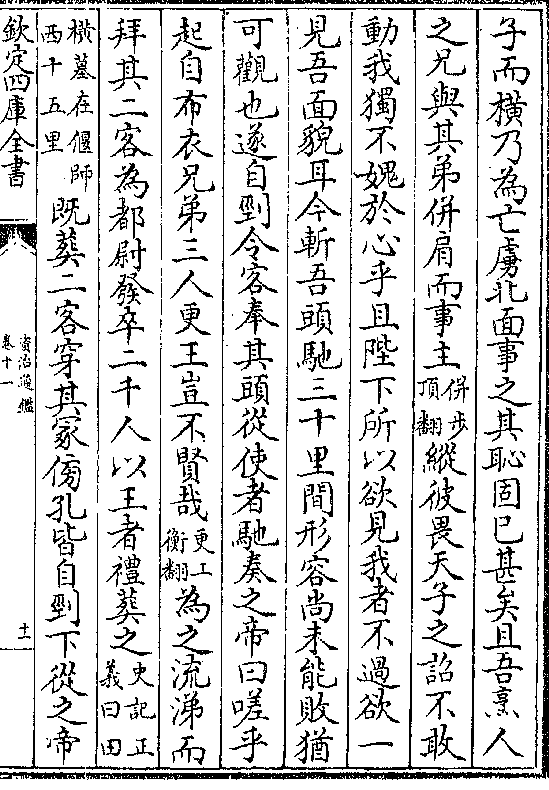 子而横乃為亡虜北面事之其恥固已甚矣且吾烹人
之兄與其弟併肩而事主併步頂翻縱彼畏天子之詔不敢
動我獨不媿於心乎且陛下所以欲見我者不過欲一
見吾面貌耳今斬吾頭馳三十里間形容尚未能敗猶
可觀也遂自剄令客奉其頭從使者馳奏之帝曰嗟乎
起自布衣兄弟三人更王豈不賢哉更工衡翻為之流涕而
拜其二客為都尉發卒二千人以王者禮葬之史記正義曰田
横墓在偃師西十五里既葬二客穿其冢傍孔皆自剄下從之帝
欽定四庫全書
資治通鑑
卷十一
十一